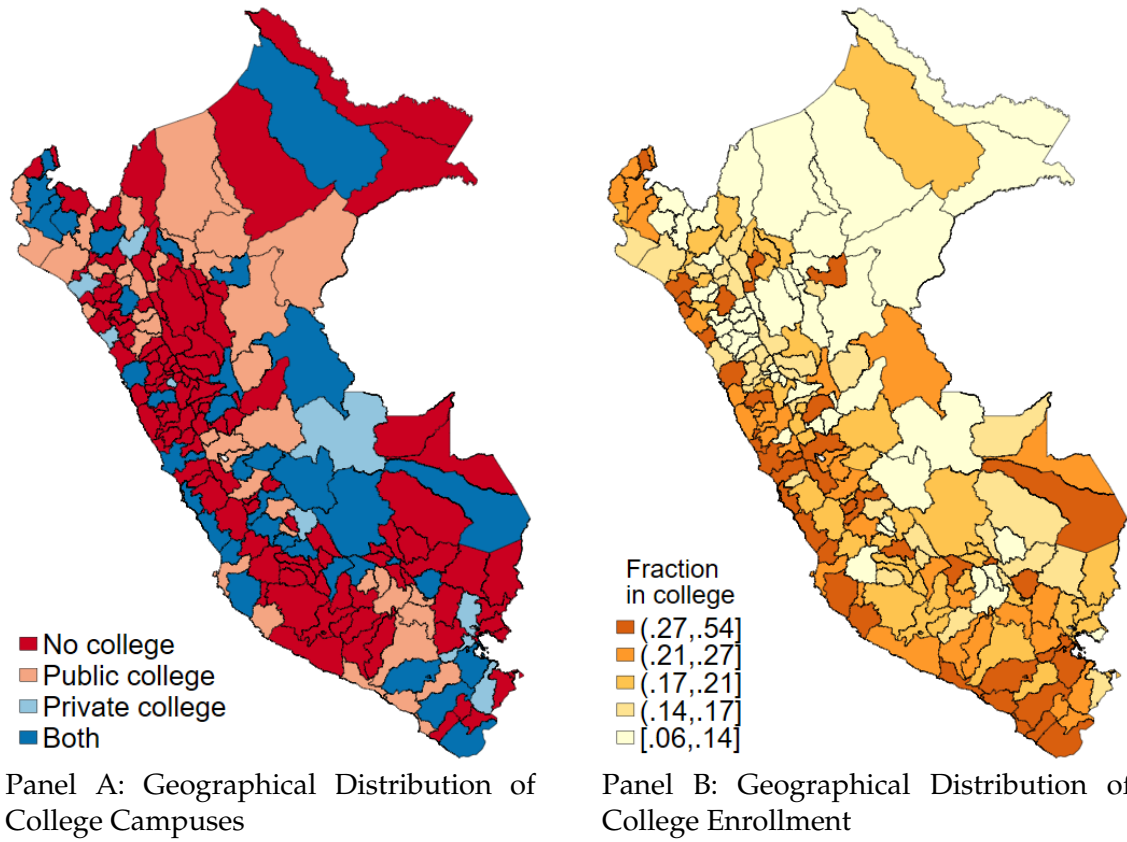 No college
Public college
Private college
Both
Fraction
in college
(.27,.54]
(.21,.27]
(.17,.21]
(.14,.17]
[.06,.14]
Panel A: Geographical Distribution of
College Campuses
Panel B: Geographical Distribution of
College Enrollment